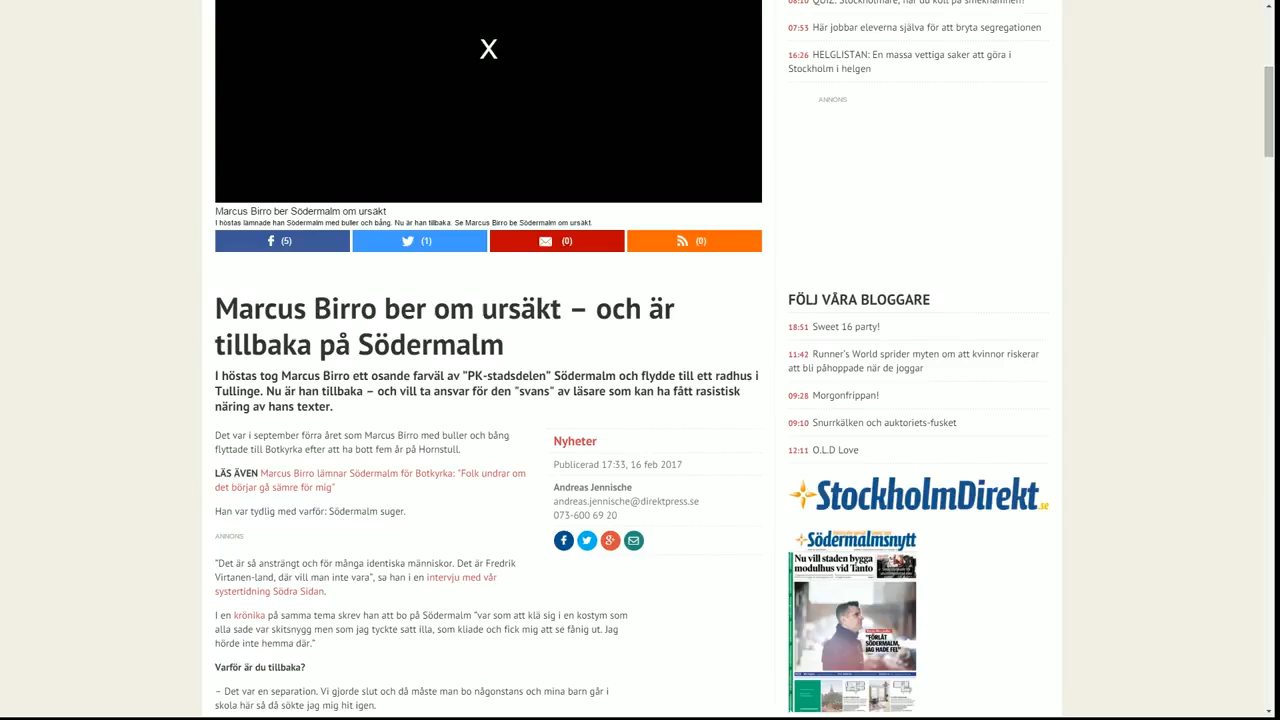 X
Marcus Birro ber Södermalm om ursäkt
I höstas lämnade han Södermalm med buller och bång. Nu är han tillbaka. Se Marcus Birro be Södermalm om ursäkt.
(5)
(1)
(0)
(0)
Marcus Birro ber om ursäkt – och är
tillbaka på Södermalm
I höstas tog Marcus Birro ett osande farväl av ”PK-stadsdelen” Södermalm och flydde till ett radhus i
Tullinge. Nu är han tillbaka – och vill ta ansvar för den "svans" av läsare som kan ha fått rasistisk
näring av hans texter.
Det var i september förra året som Marcus Birro med buller och bång
flyttade till Botkyrka efter att ha bott fem år på Hornstull.
LÄS ÄVEN Marcus Birro lämnar Södermalm för Botkyrka: ”Folk undrar om
det börjar gå sämre för mig”
Han var tydlig med varför: Södermalm suger.
ANNONS
”Det är så ansträngt och för många identiska människor. Det är Fredrik
Virtanen-land, där vill man inte vara”, sa han i en intervju med vår
systertidning Södra Sidan.
I en krönika på samma tema skrev han att bo på Södermalm ”var som att klä sig i en kostym som
alla sade var skitsnygg men som jag tyckte satt illa, som kliade och fick mig att se fånig ut. Jag
hörde inte hemma där.”
Varför är du tillbaka?
– Det var en separation. Vi gjorde slut och då måste man bo någonstans och mina barn går i
skola här så då sökte jag mig hit igen.
Nyheter
Publicerad 17:33, 16 feb 2017
Andreas Jennische
andreas.jennische@direktpress.se
073-600 69 20
08:10 QUIZ: Stockholmare, har du koll på smeknamnen?
07:53 Här jobbar eleverna själva för att bryta segregationen
16:26 HELGLISTAN: En massa vettiga saker att göra i
Stockholm i helgen
ANNONS
FÖLJ VÅRA BLOGGARE
18:51 Sweet 16 party!
11:42 Runner’s World sprider myten om att kvinnor riskerar
att bli påhoppade när de joggar
09:28 Morgonfrippan!
09:10 Snurrkälken och auktoriets-fusket
12:11 O.L.D Love
StockholmDirekt.se
Södermalmsnytt
Nu vill staden bygga
modulhus vid Tanto
"FÖRLÅT
SÖDERMALM,
JAG HADE FEL"